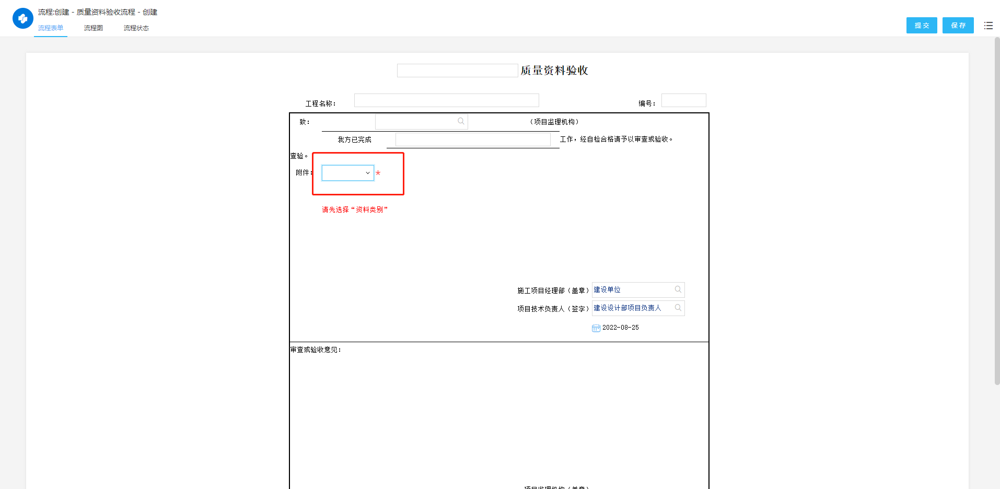 流程:创建 - 质量资料验收流程 - 创建
流程表单 流程图 流程状态
提交 保存
质量资料验收
工程名称： 编号：
致： （项目监理机构）
我方已完成 工作，经自检合格请予以审查或验收。
查验。
附件： *
请先选择“资料类别”
施工项目经理部（盖章） 建设单位
项目技术负责人（签字） 建设设计部项目负责人
2022-08-25
审查或验收意见：
项目监理机构（盖章）